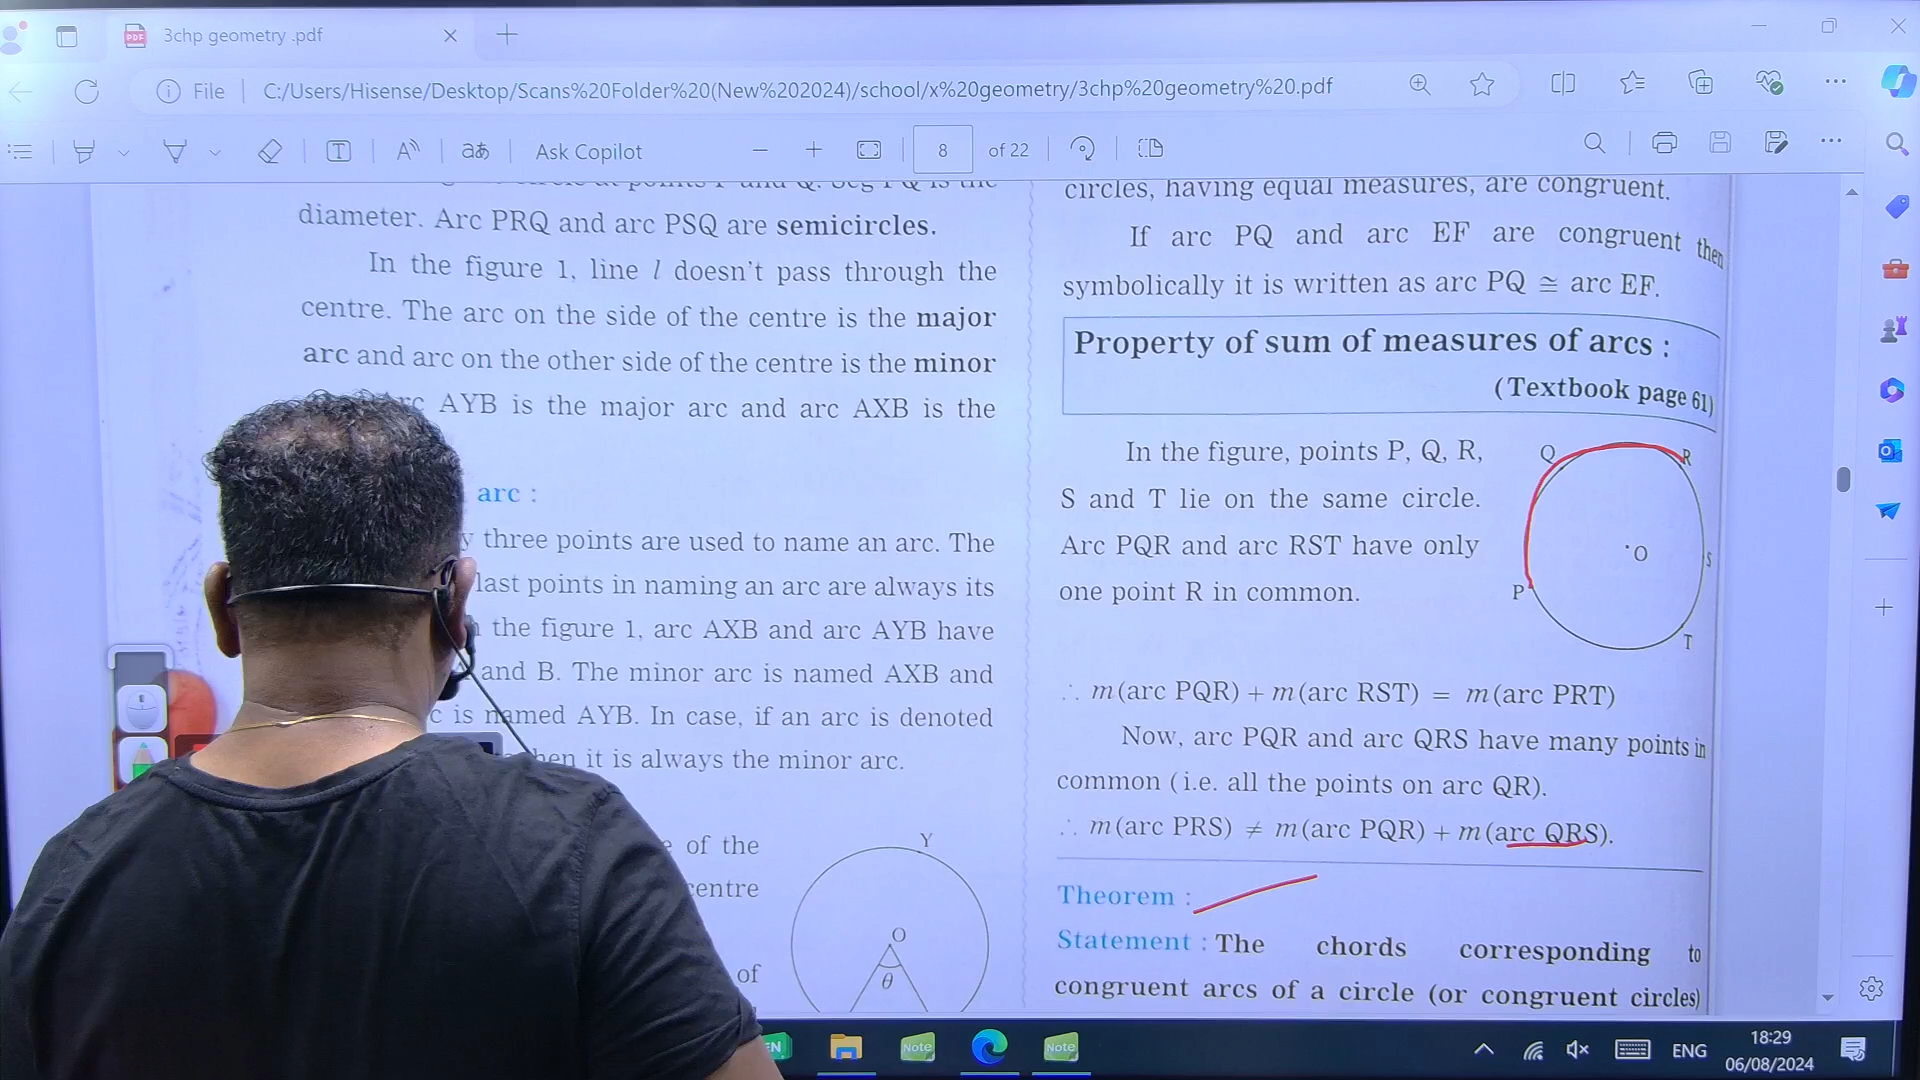 3chp geometry .pdf
File
C:/Users/Hisense/Desktop/Scans%20Folder%20(New%202024)/school/x%20geometry/3chp%20geometry%20.pdf
Ask Copilot
8
of 22
diameter. Arc PRQ and arc PSQ are semicircles.
In the figure 1, line l doesn't pass through the
centre. The arc on the side of the centre is the major
arc and arc on the other side of the centre is the minor
AYB is the major arc and arc AXB is the
arc :
three points are used to name an arc. The
last points in naming an arc are always its
the figure 1, arc AXB and arc AYB have
and B. The minor arc is named AXB and
is named AYB. In case, if an arc is denoted
it is always the minor arc.
of the
centre
of
Y
O
θ
circles, having equal measures, are congruent.
If arc PQ and arc EF are congruent then
symbolically it is written as arc PQ ≅ arc EF.
Property of sum of measures of arcs :
(Textbook page 61)
In the figure, points P, Q, R,
S and T lie on the same circle.
Arc PQR and arc RST have only
one point R in common.
Q
R
O
S
P
T
∴ m(arc PQR) + m(arc RST) = m(arc PRT)
Now, arc PQR and arc QRS have many points in
common (i.e. all the points on arc QR).
∴ m(arc PRS) ≠ m(arc PQR) + m(arc QRS).
Theorem :
Statement : The chords corresponding to
congruent arcs of a circle (or congruent circles)
EN
Note
Note
ENG
18:29
06/08/2024